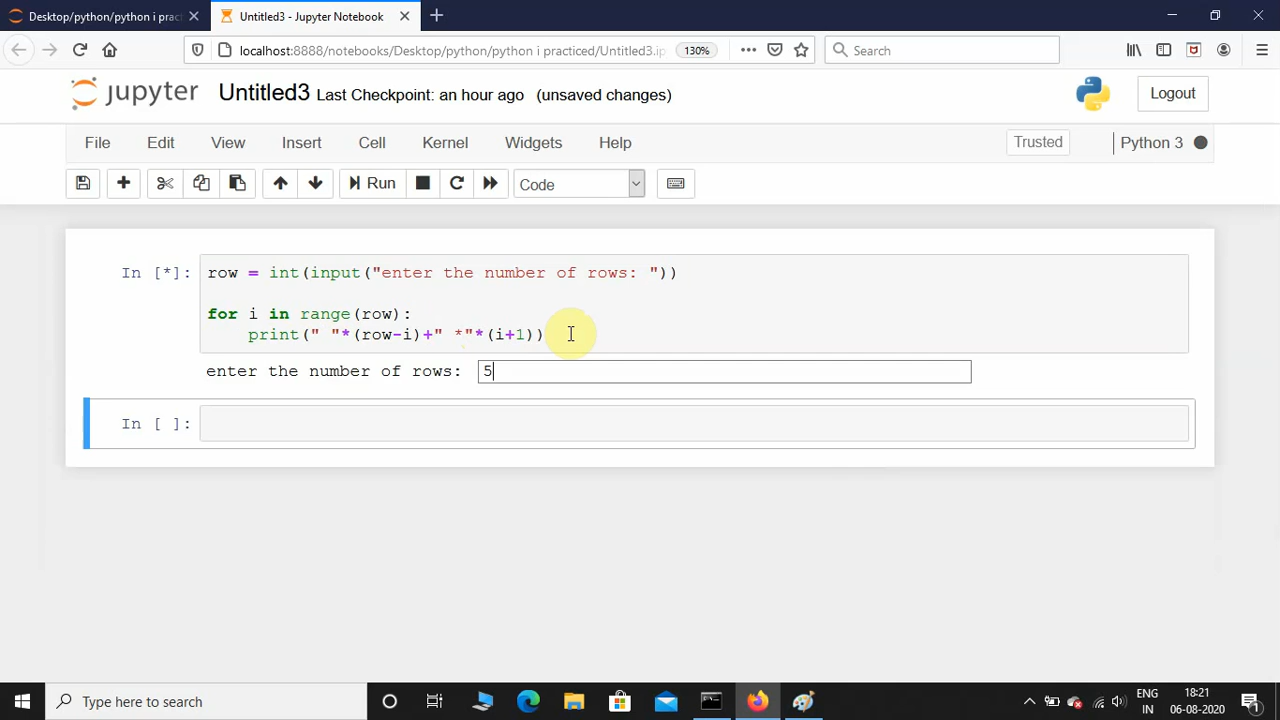 Desktop/python/python i pract
Untitled3 - Jupyter Notebook
localhost:8888/notebooks/Desktop/python/python i practiced/Untitled3.ip
130%
Search
jupyter Untitled3 Last Checkpoint: an hour ago (unsaved changes)
Logout
File Edit View Insert Cell Kernel Widgets Help
Trusted
Python 3
Run
Code
In [*]: row = int(input("enter the number of rows: "))
for i in range(row):
    print(" "*(row-i)+" *"*(i+1))
enter the number of rows: 5
In [ ]:
Type here to search
ENG
IN
18:21
06-08-2020
1